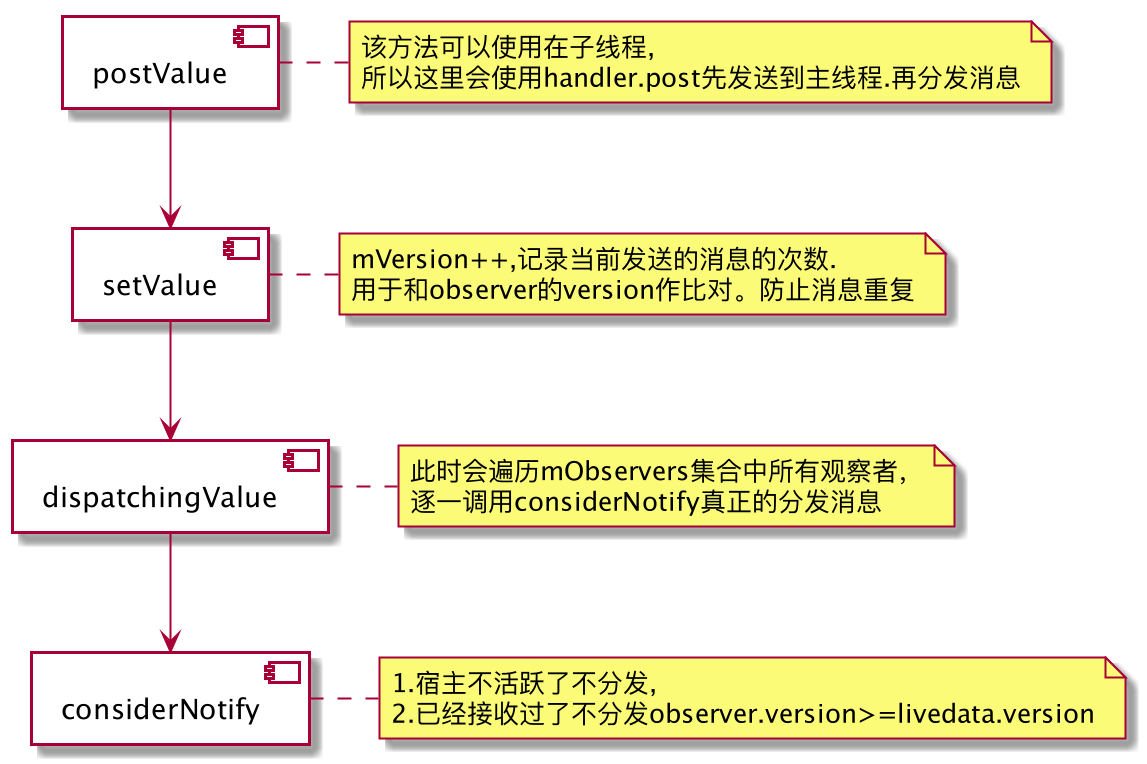 postValue
该方法可以使用在子线程,
所以这里会使用handler.post先发送到主线程.再分发消息
setValue
mVersion++,记录当前发送的消息的次数.
用于和observer的version作比对。防止消息重复
dispatchingValue
此时会遍历mObservers集合中所有观察者,
逐一调用considerNotify真正的分发消息
considerNotify
1.宿主不活跃了不分发,
2.已经接收过了不分发observer.version>=livedata.version